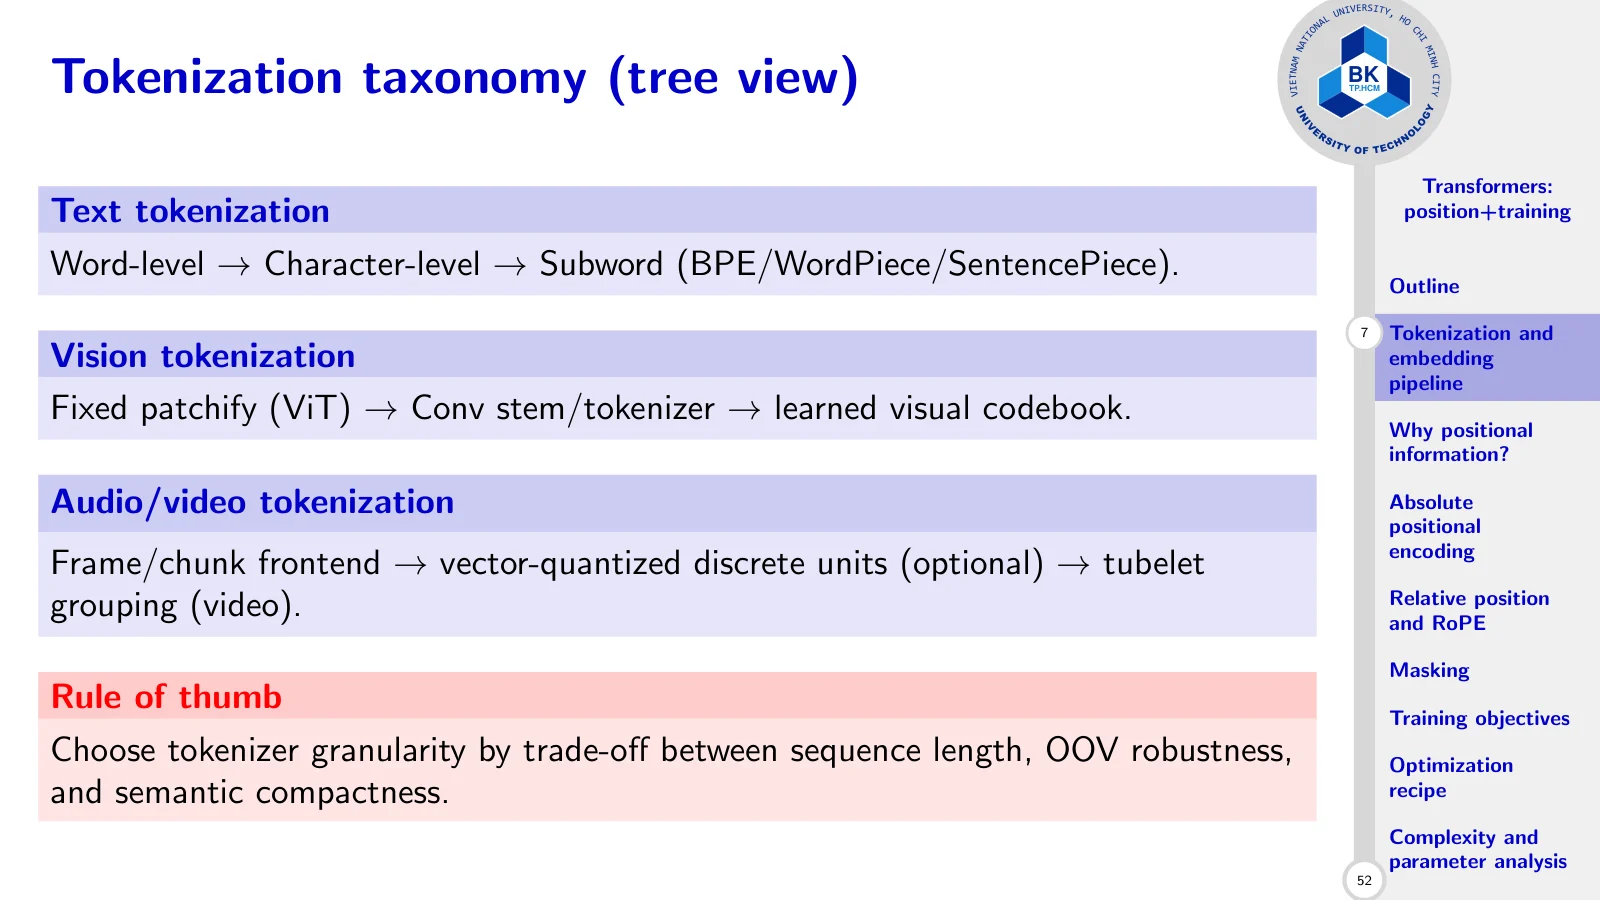 Tokenization taxonomy (tree view)
Text tokenization
Word-level → Character-level → Subword (BPE/WordPiece/SentencePiece).
Vision tokenization
Fixed patchify (ViT) → Conv stem/tokenizer → learned visual codebook.
Audio/video tokenization
Frame/chunk frontend → vector-quantized discrete units (optional) → tubelet
grouping (video).
Rule of thumb
Choose tokenizer granularity by trade-off between sequence length, OOV robustness,
and semantic compactness.
VIETNAM NATIONAL UNIVERSITY, HO CHI MINH CITY
BK
TP.HCM
UNIVERSITY OF TECHNOLOGY
Transformers:
position+training
Outline
7
Tokenization and
embedding
pipeline
Why positional
information?
Absolute
positional
encoding
Relative position
and RoPE
Masking
Training objectives
Optimization
recipe
Complexity and
parameter analysis
52